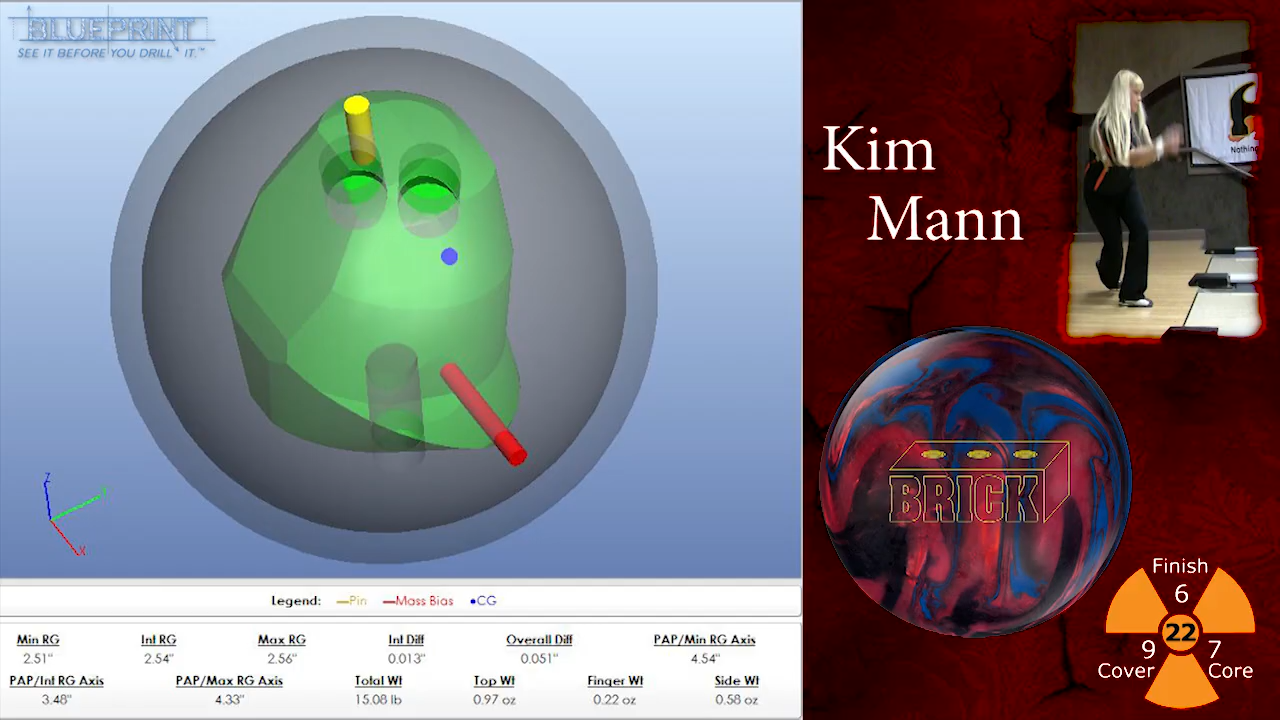 BLUEPRINT
SEE IT BEFORE YOU DRILL IT.™
Z
X
Legend: Pin Mass Bias CG
Min RG Int RG Max RG Int Diff Overall Diff PAP/Min RG Axis
2.51" 2.54" 2.56" 0.013" 0.051" 4.54"
PAP/Int RG Axis PAP/Max RG Axis Total Wt Top Wt Finger Wt Side Wt
3.48" 4.33" 15.08 lb 0.97 oz 0.22 oz 0.58 oz
Kim
Mann
Nothing
BRICK
Finish
6
22
9 7
Cover Core